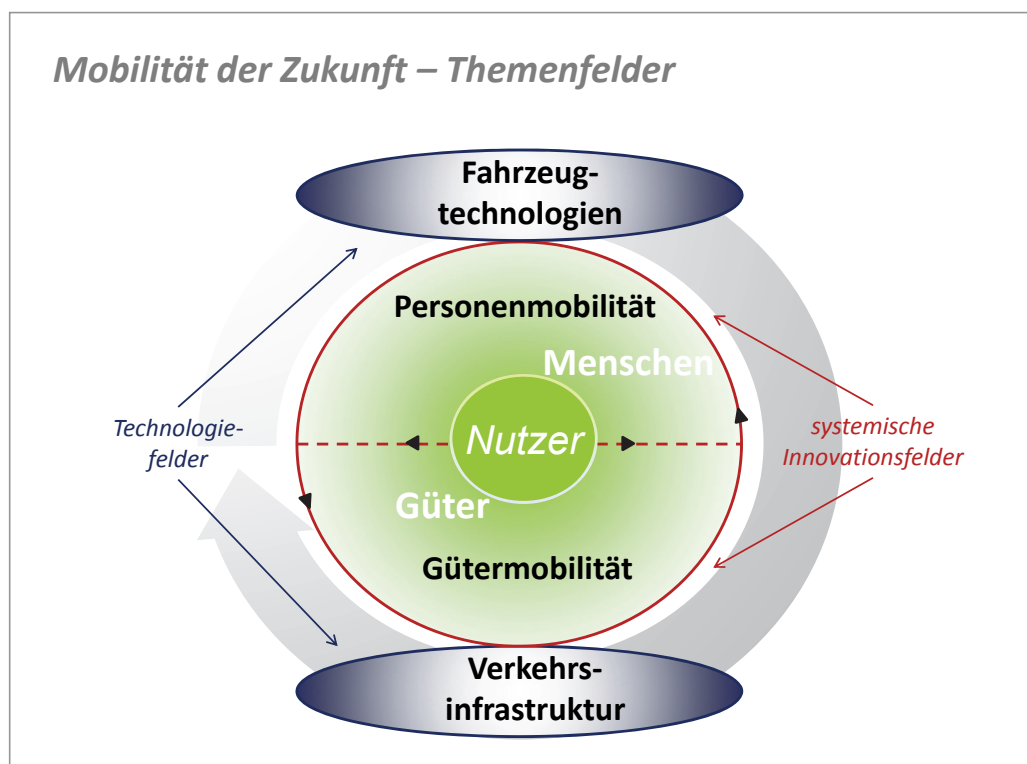 Mobilität der Zukunft – Themenfelder
Fahrzeug-
technologien
Personenmobilität
Menschen
Technologie-
felder
Nutzer
systemische
Innovationsfelder
Güter
Gütermobilität
Verkehrs-
infrastruktur